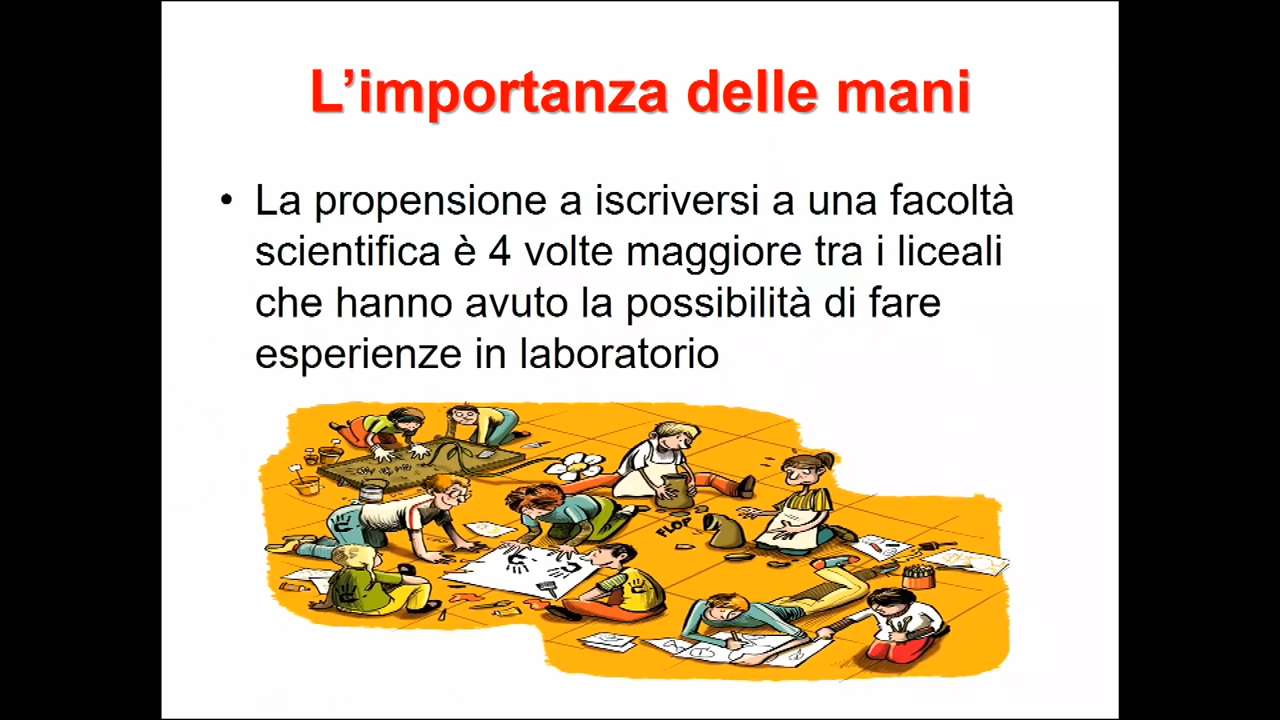 L’importanza delle mani
• La propensione a iscriversi a una facoltà
scientifica è 4 volte maggiore tra i liceali
che hanno avuto la possibilità di fare
esperienze in laboratorio
FLOP